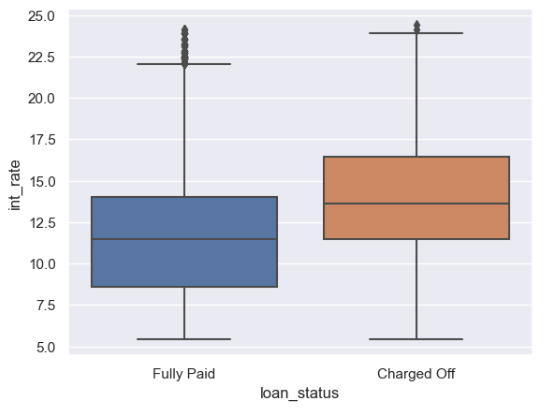 25.0
22.5
20.0
17.5
15.0
12.5
10.0
7.5
5.0
int_rate
Fully Paid
Charged Off
loan_status